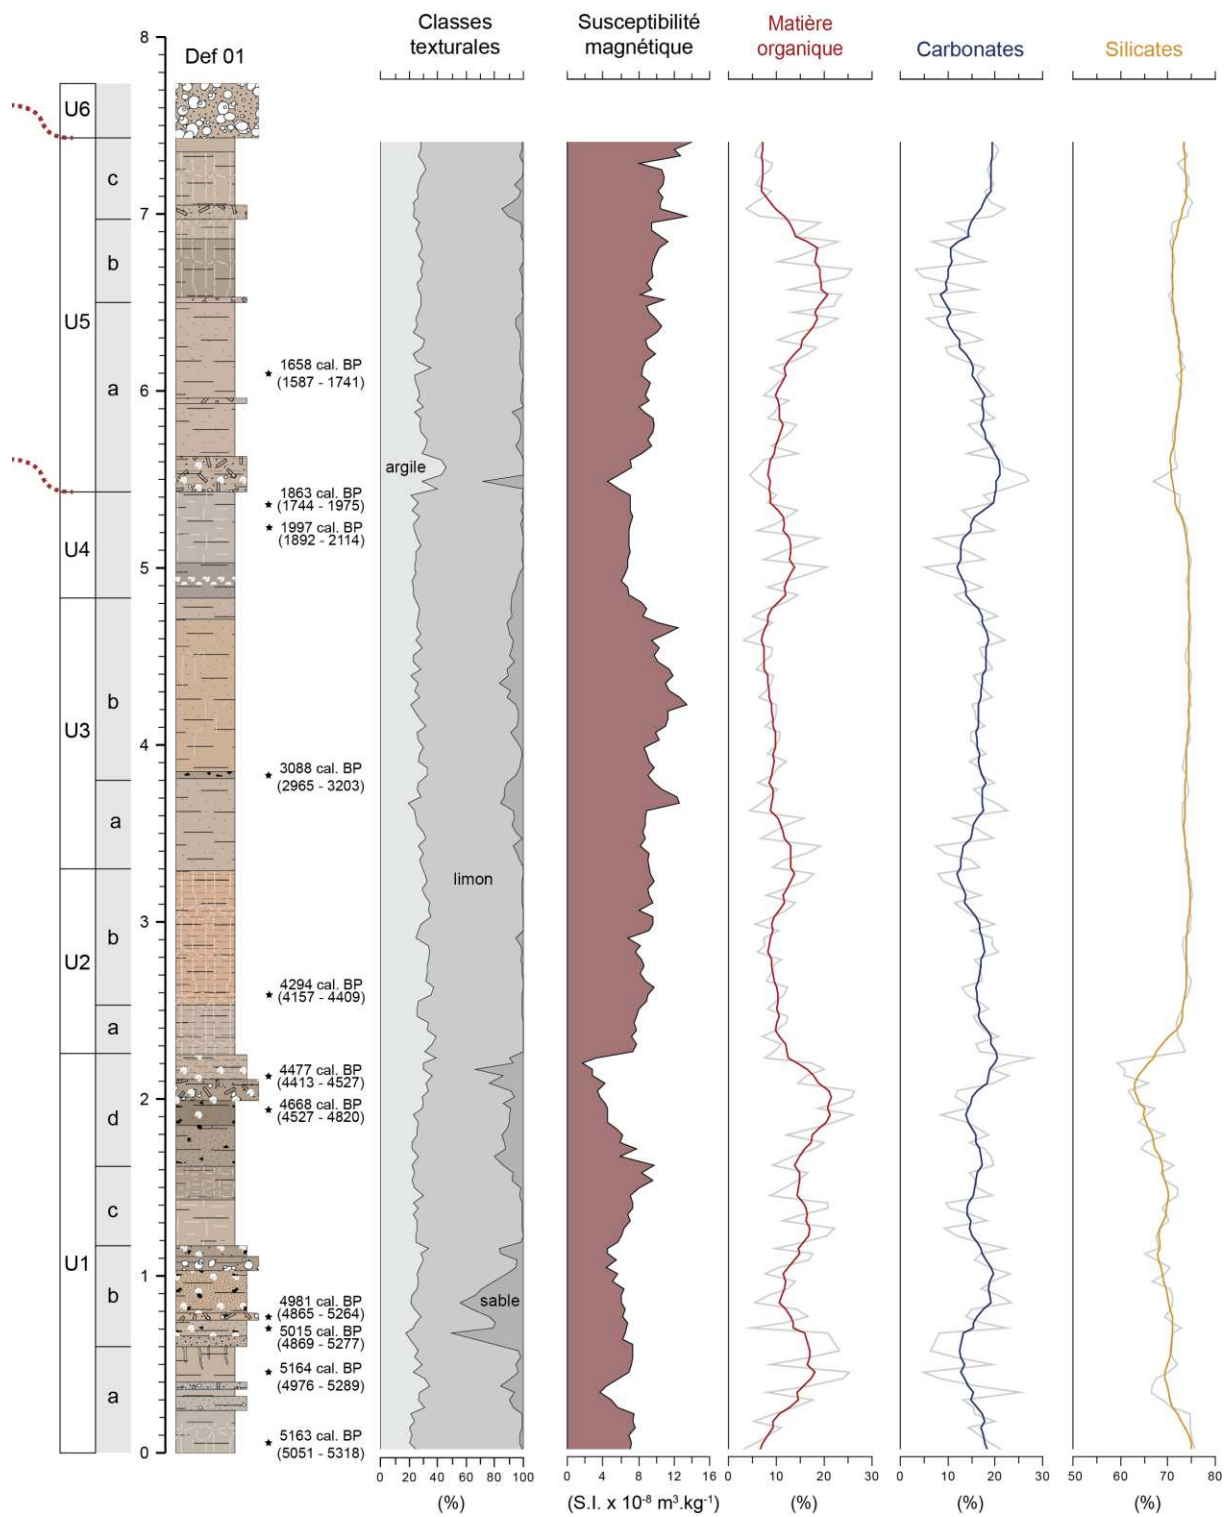 Classes
texturales
Susceptibilité
magnétique
Matière
organique
Carbonates
Silicates
Def 01
0 20 40 60 80 100
0 4 8 12 16
0 10 20 30
0 10 20 30
50 60 70 80
8
7
6
5
4
3
2
1
0
U6
U5
c
b
a
U4
U3
b
a
U2
b
a
U1
d
c
b
a
1658 cal. BP
(1587 - 1741)
1863 cal. BP
(1744 - 1975)
1997 cal. BP
(1892 - 2114)
3088 cal. BP
(2965 - 3203)
4294 cal. BP
(4157 - 4409)
4477 cal. BP
(4413 - 4527)
4668 cal. BP
(4527 - 4820)
4981 cal. BP
(4865 - 5264)
5015 cal. BP
(4869 - 5277)
5164 cal. BP
(4976 - 5289)
5163 cal. BP
(5051 - 5318)
argile
limon
sable
(%)
(S.I. x 10⁻⁸ m³.kg⁻¹)
(%)
(%)
(%)